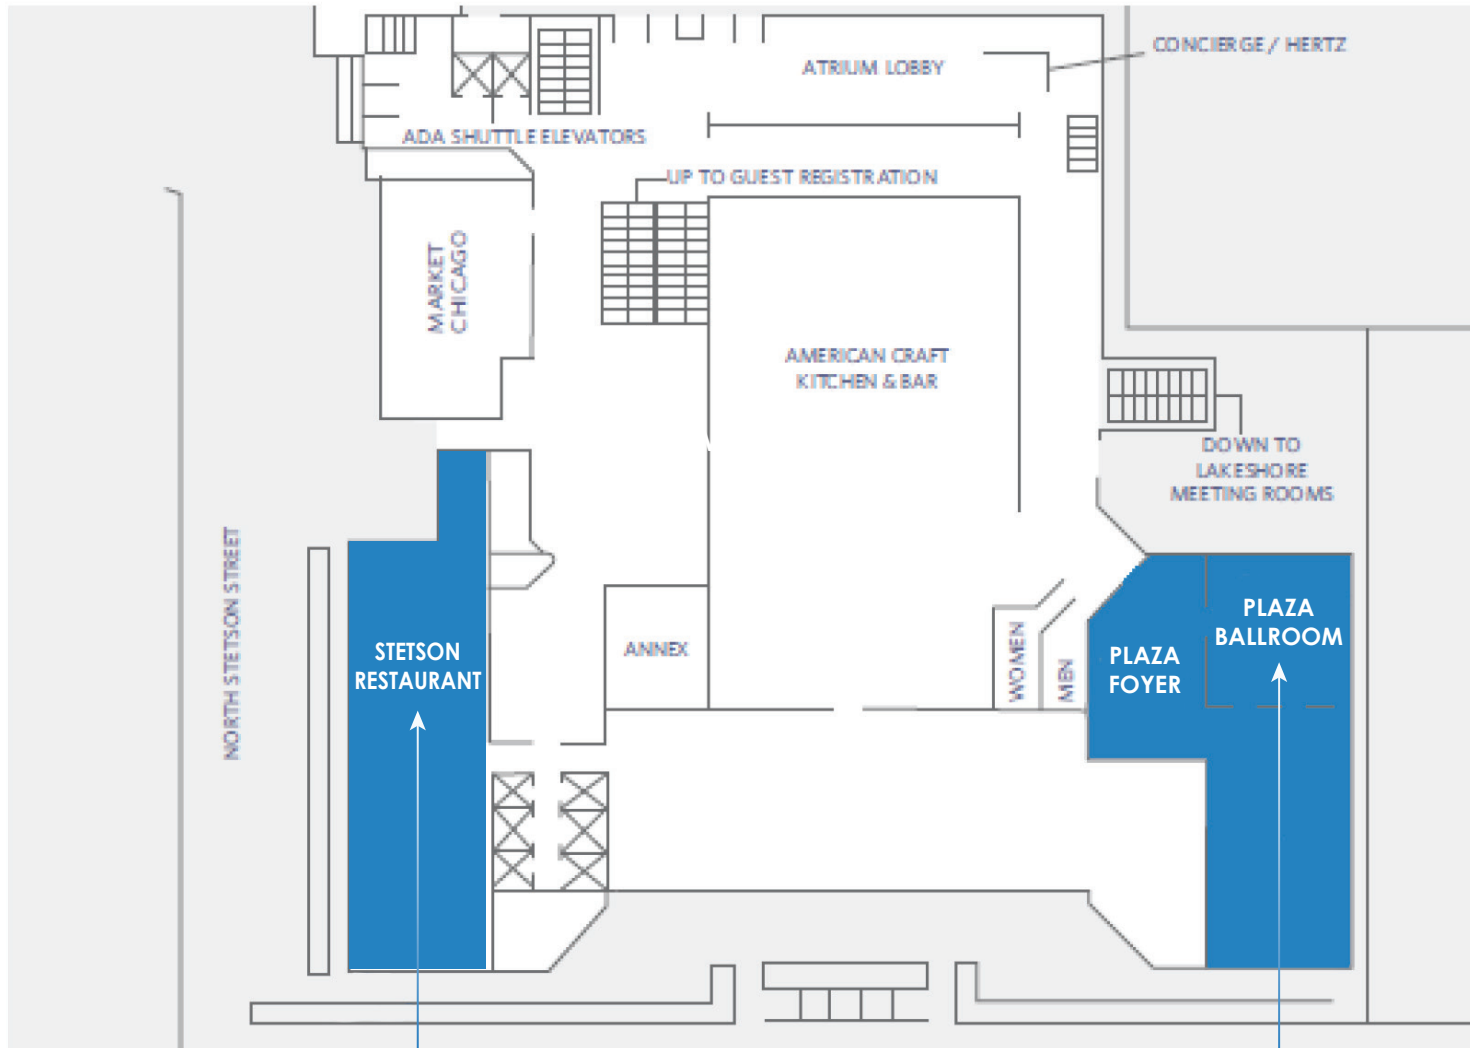 CONCIERGE / HERTZ
ATRIUM LOBBY
ADA SHUTTLE ELEVATORS
UP TO GUEST REGISTRATION
MARKET
CHICAGO
AMERICAN CRAFT
KITCHEN & BAR
DOWN TO
LAKESHORE
MEETING ROOMS
NORTH STETSON STREET
STETSON
RESTAURANT
ANNEX
WOMEN
MEN
PLAZA
FOYER
PLAZA
BALLROOM